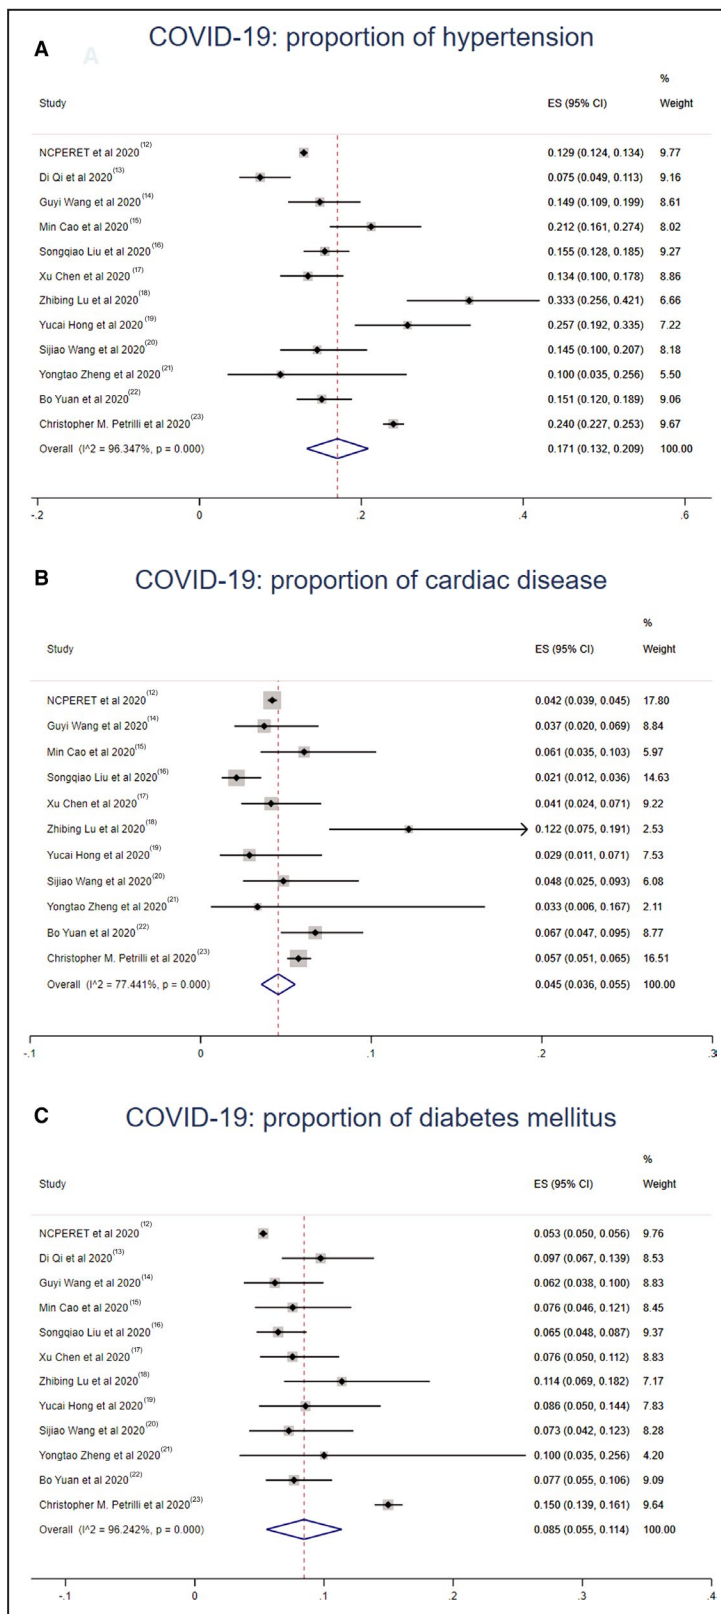 A
A
COVID-19: proportion of hypertension
%
Study ES (95% CI) Weight
NCPERET et al 2020(12) 0.129 (0.124, 0.134) 9.77
Di Qi et al 2020(13) 0.075 (0.049, 0.113) 9.16
Guyi Wang et al 2020 (14) 0.149 (0.109, 0.199) 8.61
Min Cao et al 2020(15) 0.212 (0.161, 0.274) 8.02
Songqiao Liu et al 2020(16) 0.155 (0.128, 0.185) 9.27
Xu Chen et al 2020 (17) 0.134 (0.100, 0.178) 8.86
Zhibing Lu et al 2020(18) 0.333 (0.256, 0.421) 6.66
Yucai Hong et al 2020 (19) 0.257 (0.192, 0.335) 7.22
Sijiao Wang et al 2020(20) 0.145 (0.100, 0.207) 8.18
Yongtao Zheng et al 2020(21) 0.100 (0.035, 0.256) 5.50
Bo Yuan et al 2020(22) 0.151 (0.120, 0.189) 9.06
Christopher M. Petrilli et al 2020(23) 0.240 (0.227, 0.253) 9.67
Overall (I^2 = 96.347%, p = 0.000) 0.171 (0.132, 0.209) 100.00
-.2 0 .2 .4 .6
B
COVID-19: proportion of cardiac disease
%
Study ES (95% CI) Weight
NCPERET et al 2020(12) 0.042 (0.039, 0.045) 17.80
Guyi Wang et al 2020(14) 0.037 (0.020, 0.069) 8.84
Min Cao et al 2020(15) 0.061 (0.035, 0.103) 5.97
Songqiao Liu et al 2020(16) 0.021 (0.012, 0.036) 14.63
Xu Chen et al 2020(17) 0.041 (0.024, 0.071) 9.22
Zhibing Lu et al 2020(18) 0.122 (0.075, 0.191) 2.53
Yucai Hong et al 2020(19) 0.029 (0.011, 0.071) 7.53
Sijiao Wang et al 2020(20) 0.048 (0.025, 0.093) 6.08
Yongtao Zheng et al 2020(21) 0.033 (0.006, 0.167) 2.11
Bo Yuan et al 2020(22) 0.067 (0.047, 0.095) 8.77
Christopher M. Petrilli et al 2020(23) 0.057 (0.051, 0.065) 16.51
Overall (I^2 = 77.441%, p = 0.000) 0.045 (0.036, 0.055) 100.00
-.1 0 .1 .2 .3
C
COVID-19: proportion of diabetes mellitus
%
Study ES (95% CI) Weight
NCPERET et al 2020 (12) 0.053 (0.050, 0.056) 9.76
Di Qi et al 2020(13) 0.097 (0.067, 0.139) 8.53
Guyi Wang et al 2020(14) 0.062 (0.038, 0.100) 8.83
Min Cao et al 2020(15) 0.076 (0.046, 0.121) 8.45
Songqiao Liu et al 2020(16) 0.065 (0.048, 0.087) 9.37
Xu Chen et al 2020(17) 0.076 (0.050, 0.112) 8.83
Zhibing Lu et al 2020(18) 0.114 (0.069, 0.182) 7.17
Yucai Hong et al 2020(19) 0.086 (0.050, 0.144) 7.83
Sijiao Wang et al 2020(20) 0.073 (0.042, 0.123) 8.28
Yongtao Zheng et al 2020(21) 0.100 (0.035, 0.256) 4.20
Bo Yuan et al 2020(22) 0.077 (0.055, 0.106) 9.09
Christopher M. Petrilli et al 2020(23) 0.150 (0.139, 0.161) 9.64
Overall (I^2 = 96.242%, p = 0.000) 0.085 (0.055, 0.114) 100.00
-.1 0 .1 .2 .3 .4